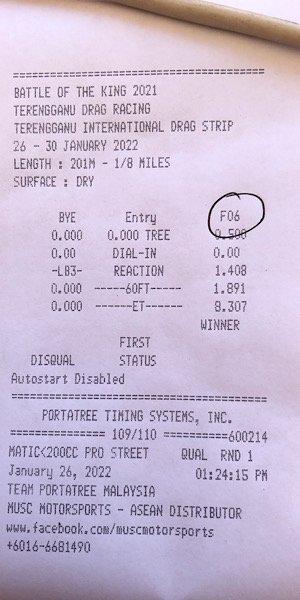 ==========================================
BATTLE OF THE KING 2021
TERENGGANU DRAG RACING
TERENGGANU INTERNATIONAL DRAG STRIP
26 - 30 JANUARY 2022
LENGTH : 201M - 1/8 MILES
SURFACE : DRY
BYE Entry F06
0.000 0.000 TREE 0.500
0.00 DIAL-IN 0.00
-LB3- REACTION 1.408
0.000 -----60FT----- 1.891
0.000 ------ET------ 8.307
WINNER
FIRST
DISQUAL STATUS
Autostart Disabled
==========================================
PORTATREE TIMING SYSTEMS, INC.
=============== 109/110 ==========600214
MATIC<200CC PRO STREET QUAL RND 1
January 26, 2022 01:24:15 PM
TEAM PORTATREE MALAYSIA
MUSC MOTORSPORTS - ASEAN DISTRIBUTOR
www.facebook.com/muscmotorsports
+6016-6681490